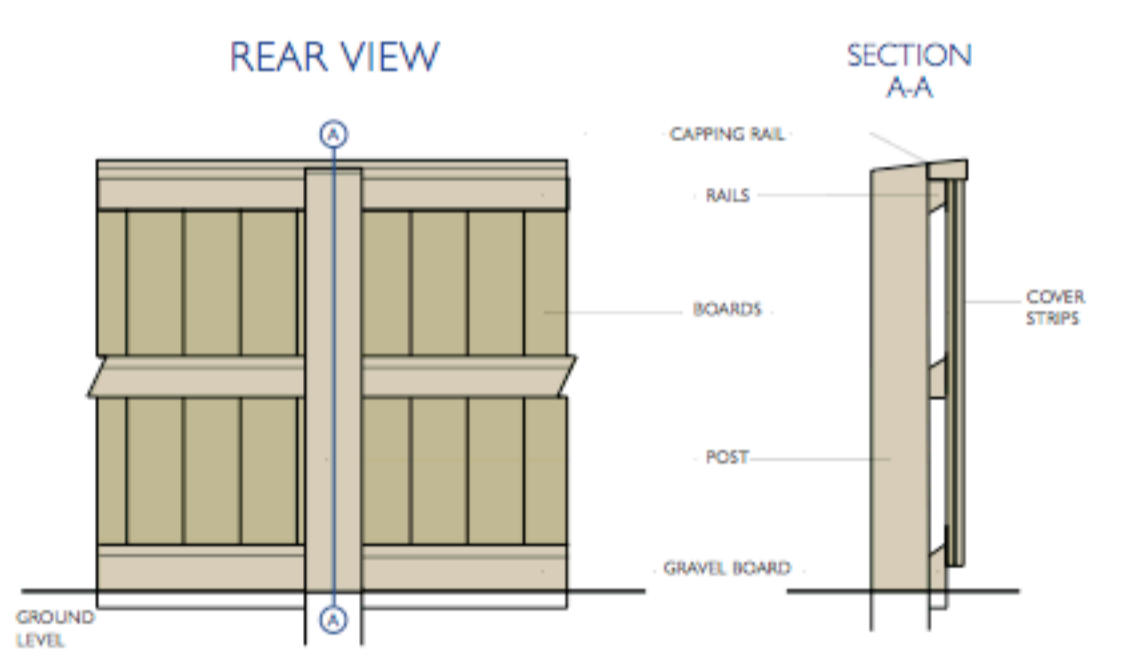 REAR VIEW
SECTION
A-A
A
CAPPING RAIL
RAILS
COVER
STRIPS
BOARDS
POST
GRAVEL BOARD
GROUND
LEVEL
A